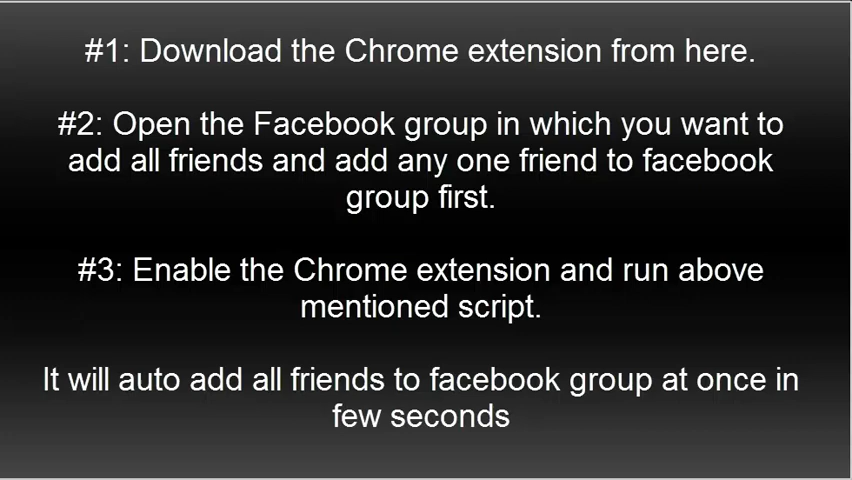 #1: Download the Chrome extension from here.
#2: Open the Facebook group in which you want to
add all friends and add any one friend to facebook
group first.
#3: Enable the Chrome extension and run above
mentioned script.
It will auto add all friends to facebook group at once in
few seconds